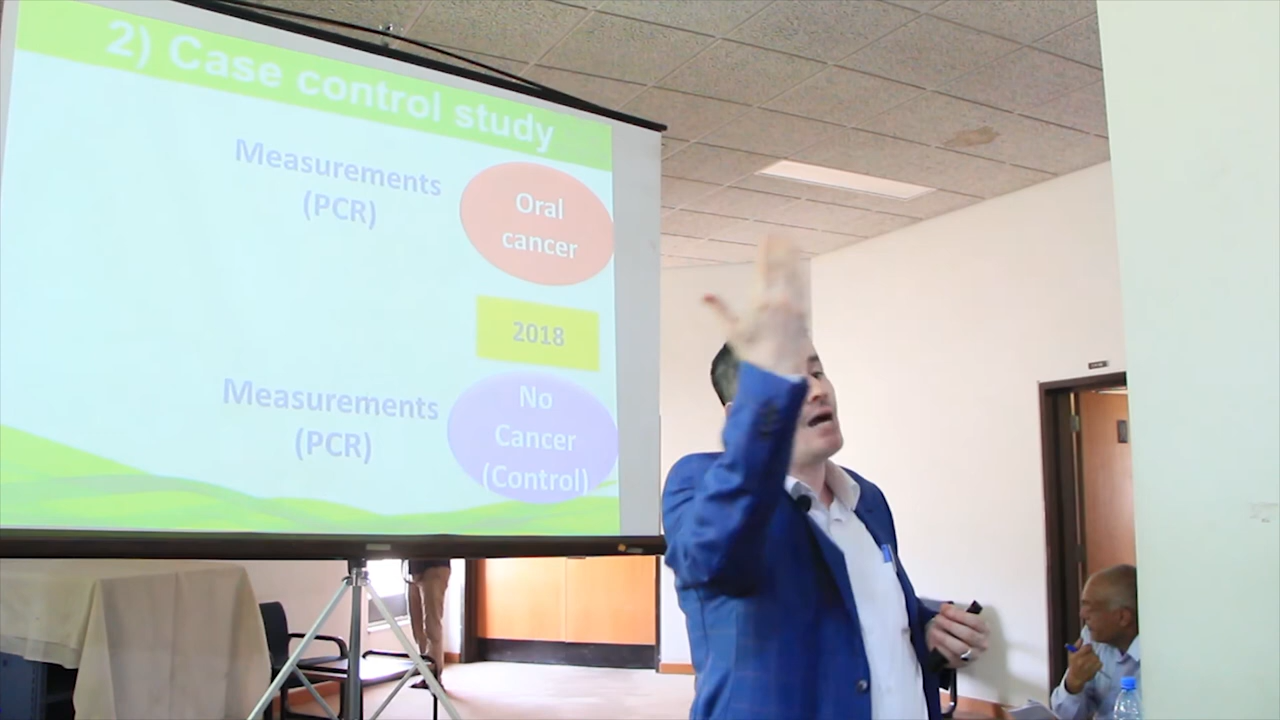 2) Case control study
Measurements
(PCR)
Oral
cancer
2018
Measurements
(PCR)
No
Cancer
(Control)